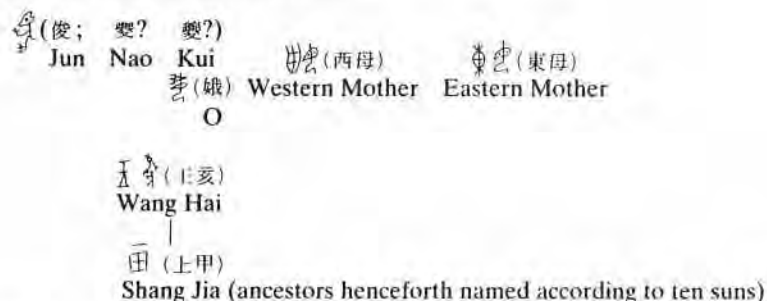 (俊; 夒? 夔?)
Jun Nao Kui
(西母) (東母)
(娥) Western Mother Eastern Mother
O
(王亥)
Wang Hai
(上甲)
Shang Jia (ancestors henceforth named according to ten suns)